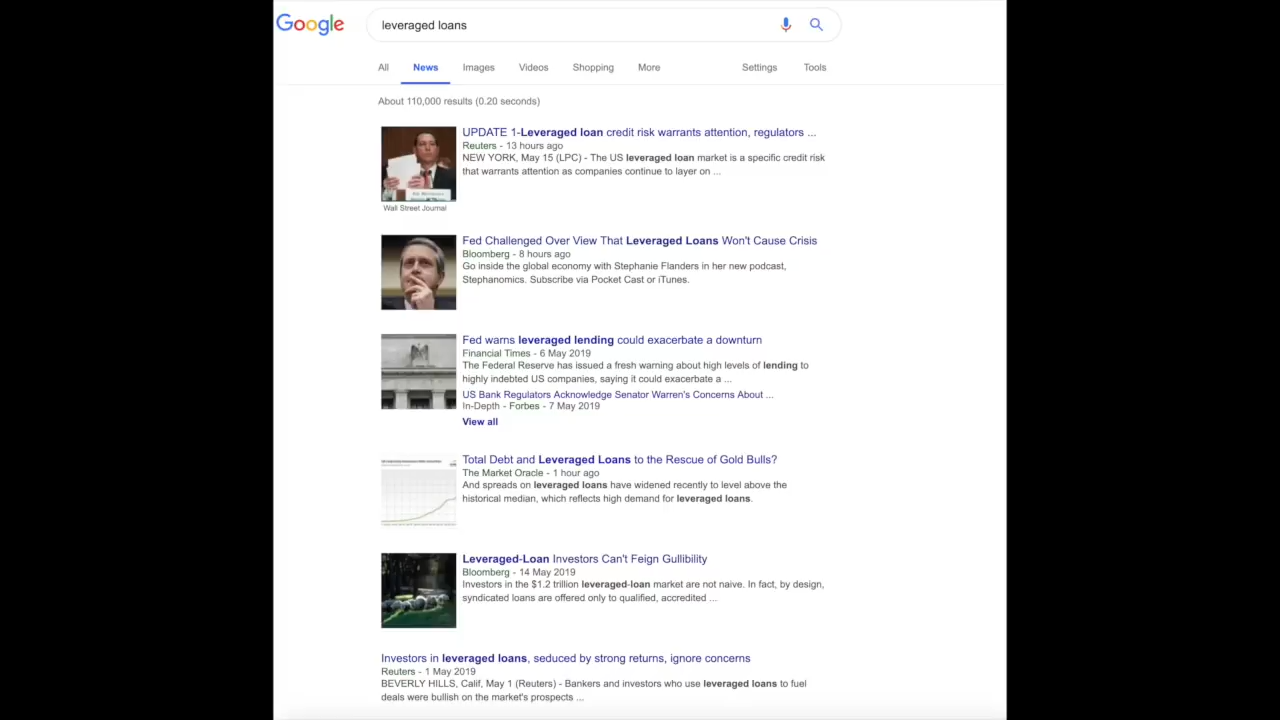 Google
leveraged loans
All News Images Videos Shopping More Settings Tools
About 110,000 results (0.20 seconds)
UPDATE 1-Leveraged loan credit risk warrants attention, regulators ...
Reuters - 13 hours ago
NEW YORK, May 15 (LPC) - The US leveraged loan market is a specific credit risk
that warrants attention as companies continue to layer on ...
Wall Street Journal
Fed Challenged Over View That Leveraged Loans Won't Cause Crisis
Bloomberg - 8 hours ago
Go inside the global economy with Stephanie Flanders in her new podcast,
Stephanomics. Subscribe via Pocket Cast or iTunes.
Fed warns leveraged lending could exacerbate a downturn
Financial Times - 6 May 2019
The Federal Reserve has issued a fresh warning about high levels of lending to
highly indebted US companies, saying it could exacerbate a ...
US Bank Regulators Acknowledge Senator Warren's Concerns About ...
In-Depth - Forbes - 7 May 2019
View all
Total Debt and Leveraged Loans to the Rescue of Gold Bulls?
The Market Oracle - 1 hour ago
And spreads on leveraged loans have widened recently to level above the
historical median, which reflects high demand for leveraged loans.
Leveraged-Loan Investors Can't Feign Gullibility
Bloomberg - 14 May 2019
Investors in the $1.2 trillion leveraged-loan market are not naive. In fact, by design,
syndicated loans are offered only to qualified, accredited ...
Investors in leveraged loans, seduced by strong returns, ignore concerns
Reuters - 1 May 2019
BEVERLY HILLS, Calif, May 1 (Reuters) - Bankers and investors who use leveraged loans to fuel
deals were bullish on the market's prospects ...